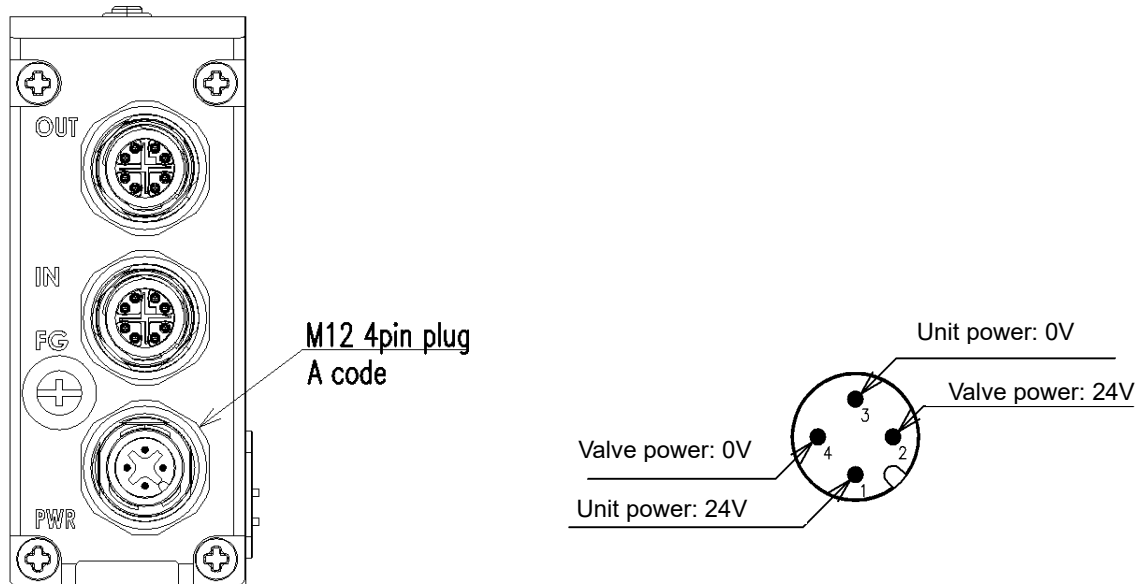 OUT
IN
FG
PWR
M12 4pin plug
A code
Unit power: 0V
Valve power: 24V
Valve power: 0V
Unit power: 24V
3
4
2
1